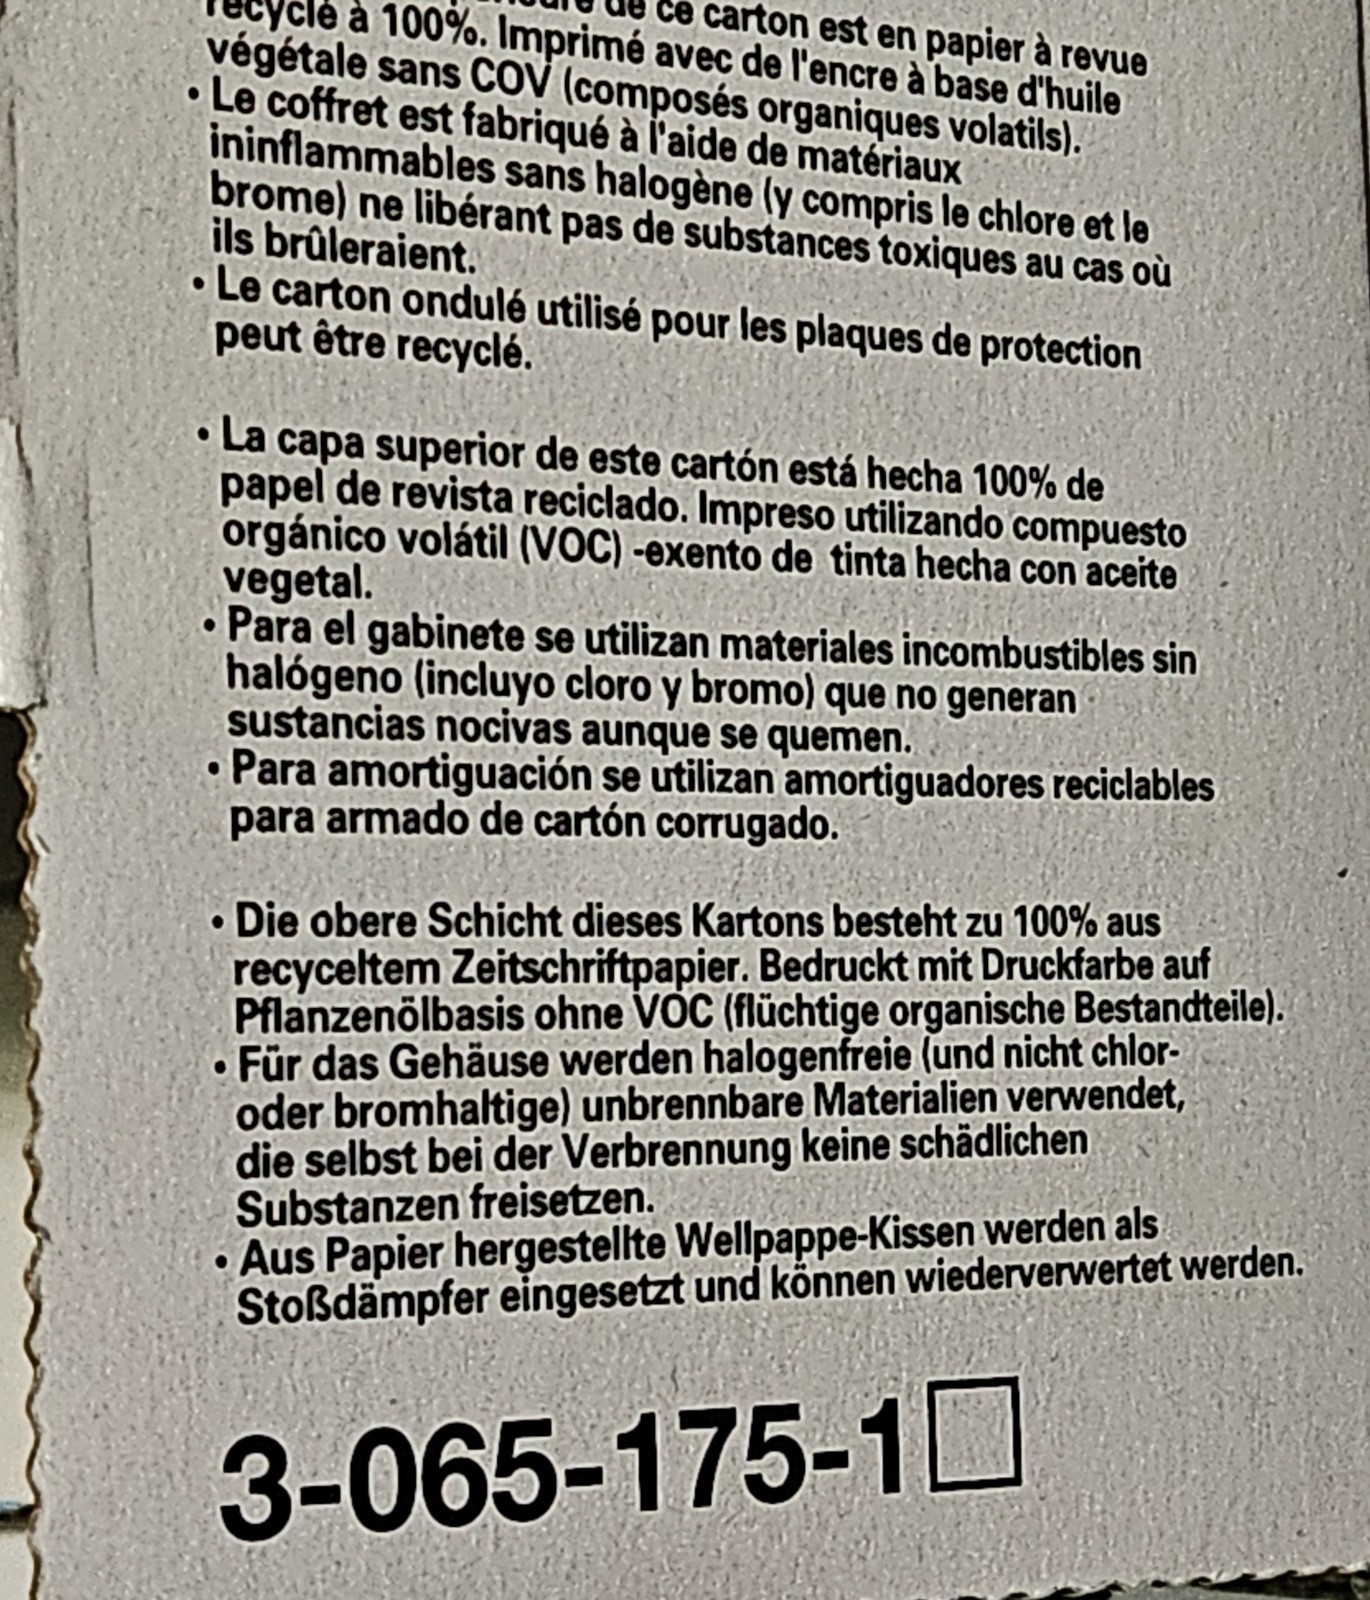 de ce carton est en papier à revue
recyclé à 100%. Imprimé avec de l'encre à base d'huile
végétale sans COV (composés organiques volatils).
• Le coffret est fabriqué à l'aide de matériaux
ininflammables sans halogène (y compris le chlore et le
brome) ne libérant pas de substances toxiques au cas où
ils brûleraient.
• Le carton ondulé utilisé pour les plaques de protection
peut être recyclé.
• La capa superior de este cartón está hecha 100% de
papel de revista reciclado. Impreso utilizando compuesto
orgánico volátil (VOC) -exento de tinta hecha con aceite
vegetal.
• Para el gabinete se utilizan materiales incombustibles sin
halógeno (incluyo cloro y bromo) que no generan
sustancias nocivas aunque se quemen.
• Para amortiguación se utilizan amortiguadores reciclables
para armado de cartón corrugado.
• Die obere Schicht dieses Kartons besteht zu 100% aus
recyceltem Zeitschriftpapier. Bedruckt mit Druckfarbe auf
Pflanzenölbasis ohne VOC (flüchtige organische Bestandteile).
• Für das Gehäuse werden halogenfreie (und nicht chlor-
oder bromhaltige) unbrennbare Materialien verwendet,
die selbst bei der Verbrennung keine schädlichen
Substanzen freisetzen.
• Aus Papier hergestellte Wellpappe-Kissen werden als
Stoßdämpfer eingesetzt und können wiederverwertet werden.
3-065-175-1